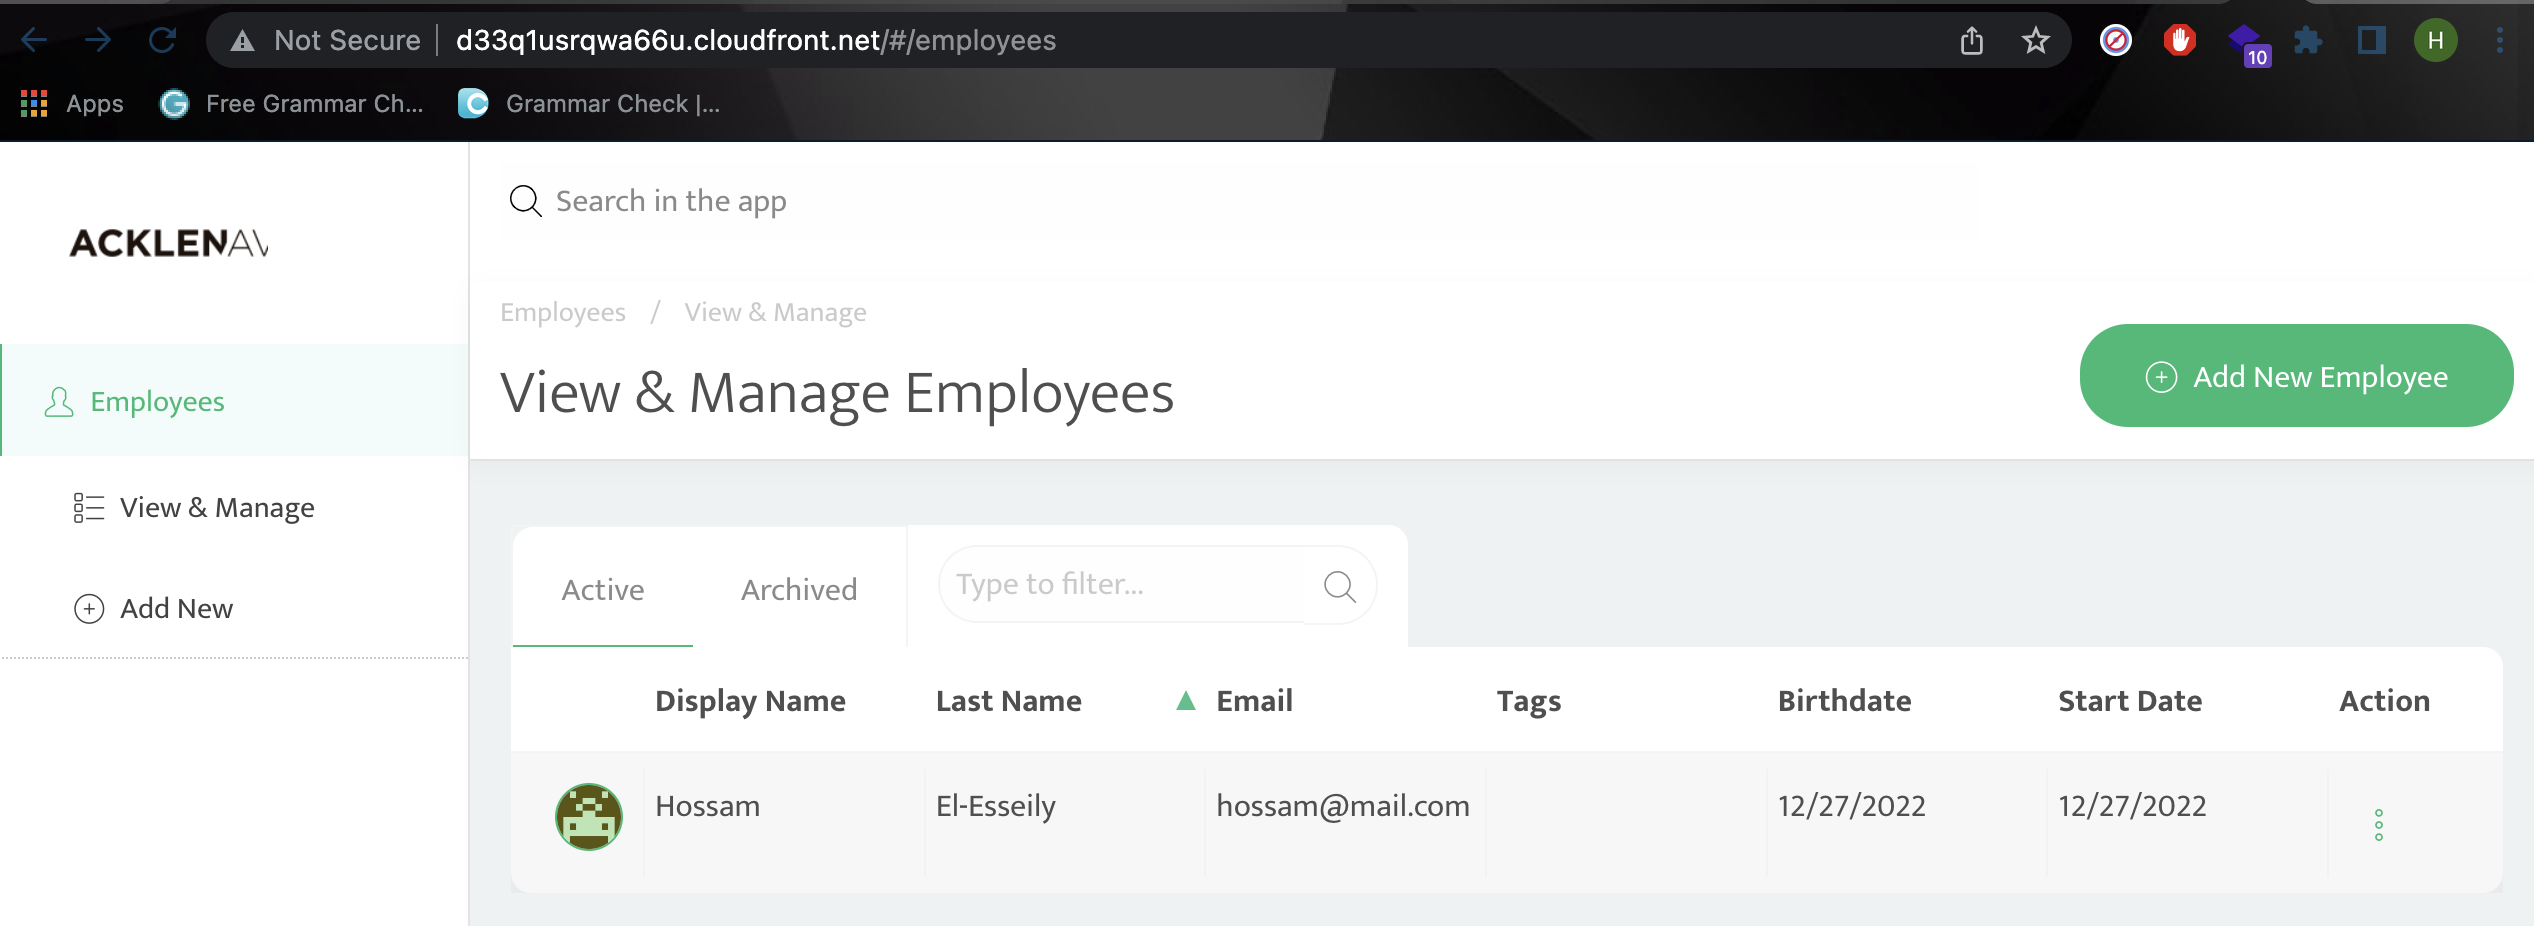 Not Secure d33q1usrqwa66u.cloudfront.net/#/employees
10
H
Apps Free Grammar Ch... Grammar Check |...
ACKLENAV
Search in the app
Employees / View & Manage
View & Manage Employees
Add New Employee
Employees
View & Manage
Add New
Active Archived Type to filter...
Display Name Last Name Email Tags Birthdate Start Date Action
Hossam El-Esseily hossam@mail.com 12/27/2022 12/27/2022